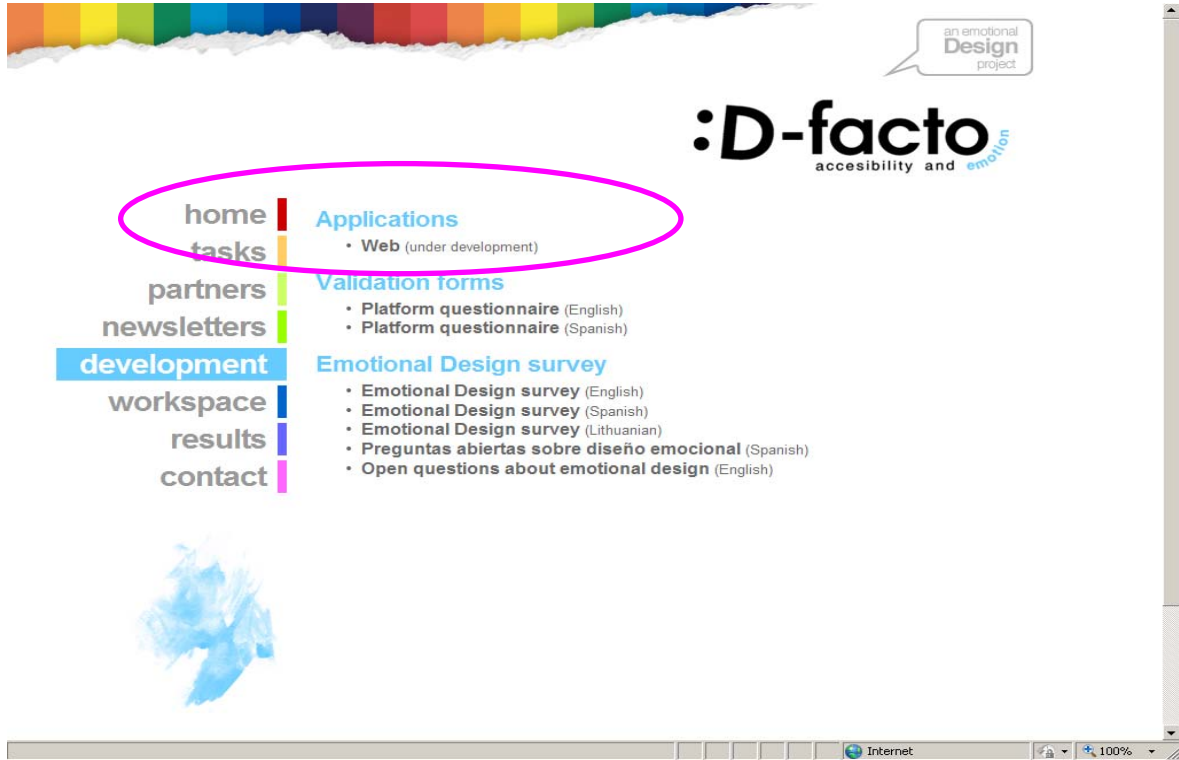 an emotional
Design
project
:D-facto
accesibility and emotion
home
tasks
partners
newsletters
development
workspace
results
contact
Applications
• Web (under development)
Validation forms
• Platform questionnaire (English)
• Platform questionnaire (Spanish)
Emotional Design survey
• Emotional Design survey (English)
• Emotional Design survey (Spanish)
• Emotional Design survey (Lithuanian)
• Preguntas abiertas sobre diseño emocional (Spanish)
• Open questions about emotional design (English)
Internet
100%